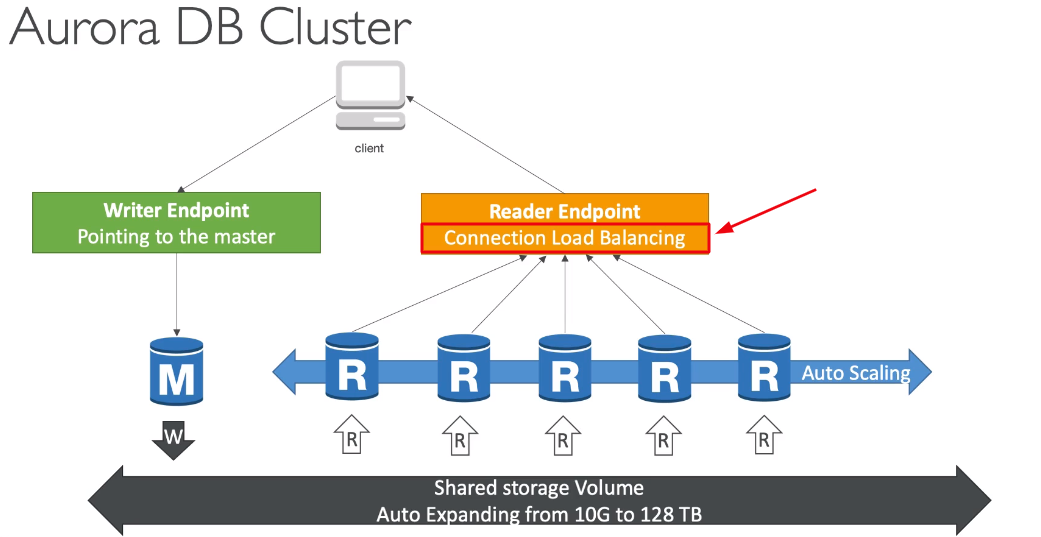 Aurora DB Cluster
client
Writer Endpoint
Pointing to the master
Reader Endpoint
Connection Load Balancing
M
R
R
R
R
R
Auto Scaling
W
R
R
R
R
R
Shared storage Volume
Auto Expanding from 10G to 128 TB